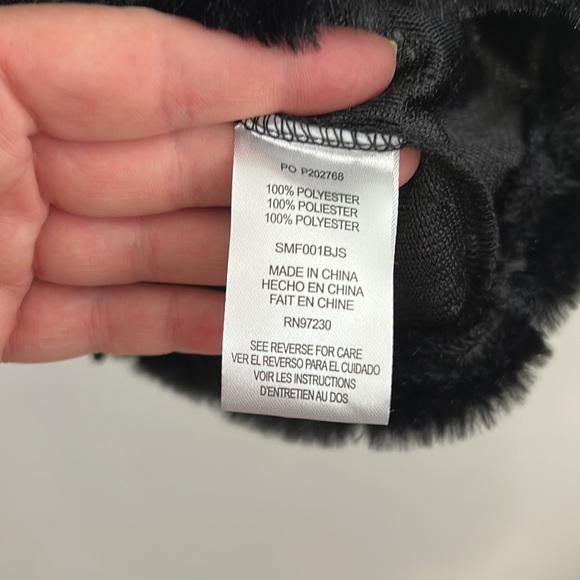 PO P202768
100% POLYESTER
100% POLIESTER
100% POLYESTER
SMF001BJS
MADE IN CHINA
HECHO EN CHINA
FAIT EN CHINE
RN97230
SEE REVERSE FOR CARE
VER EL REVERSO PARA EL CUIDADO
VOIR LES INSTRUCTIONS
D'ENTRETIEN AU DOS